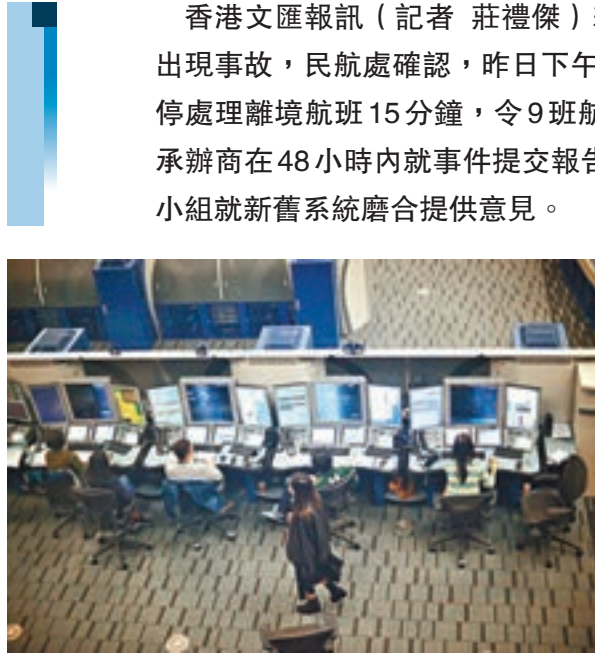 香港文匯報訊（記者 莊禮傑）
出現事故，民航處確認，昨日下午
停處理離境航班15分鐘，令9班航
承辦商在48小時內就事件提交報告
小組就新舊系統磨合提供意見。